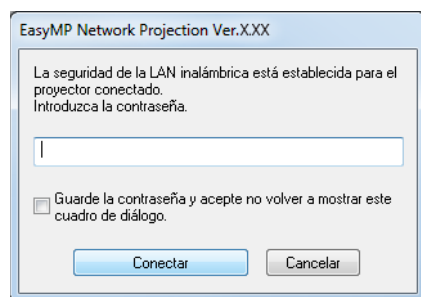 EasyMP Network Projection Ver.X.XX
La seguridad de la LAN inalámbrica está establecida para el
proyector conectado.
Introduzca la contraseña.
Guarde la contraseña y acepte no volver a mostrar este
cuadro de diálogo.
Conectar
Cancelar